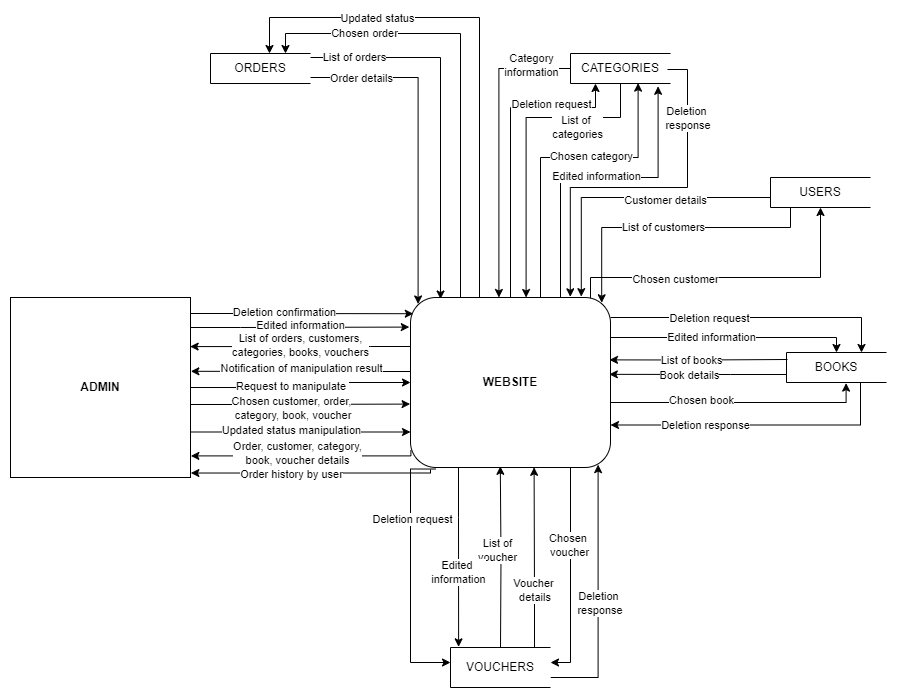 Updated status
Chosen order
List of orders
ORDERS
Order details
Category
information
CATEGORIES
Deletion request
List of
categories
Deletion
response
Chosen category
Edited information
USERS
Customer details
List of customers
Chosen customer
Deletion confirmation
Edited information
List of orders, customers,
categories, books, vouchers
Notification of manipulation result
Request to manipulate
Chosen customer, order,
category, book, voucher
Updated status manipulation
Order, customer, category,
book, voucher details
Order history by user
ADMIN
WEBSITE
Deletion request
Edited information
List of books
BOOKS
Book details
Chosen book
Deletion response
Deletion request
Edited
information
List of
voucher
Voucher
details
Chosen
voucher
Deletion
response
VOUCHERS